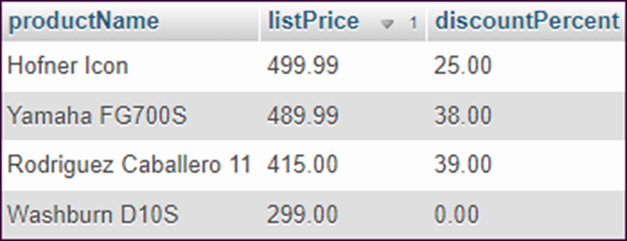 productName listPrice 1 discountPercent
Hofner Icon 499.99 25.00
Yamaha FG700S 489.99 38.00
Rodriguez Caballero 11 415.00 39.00
Washburn D10S 299.00 0.00